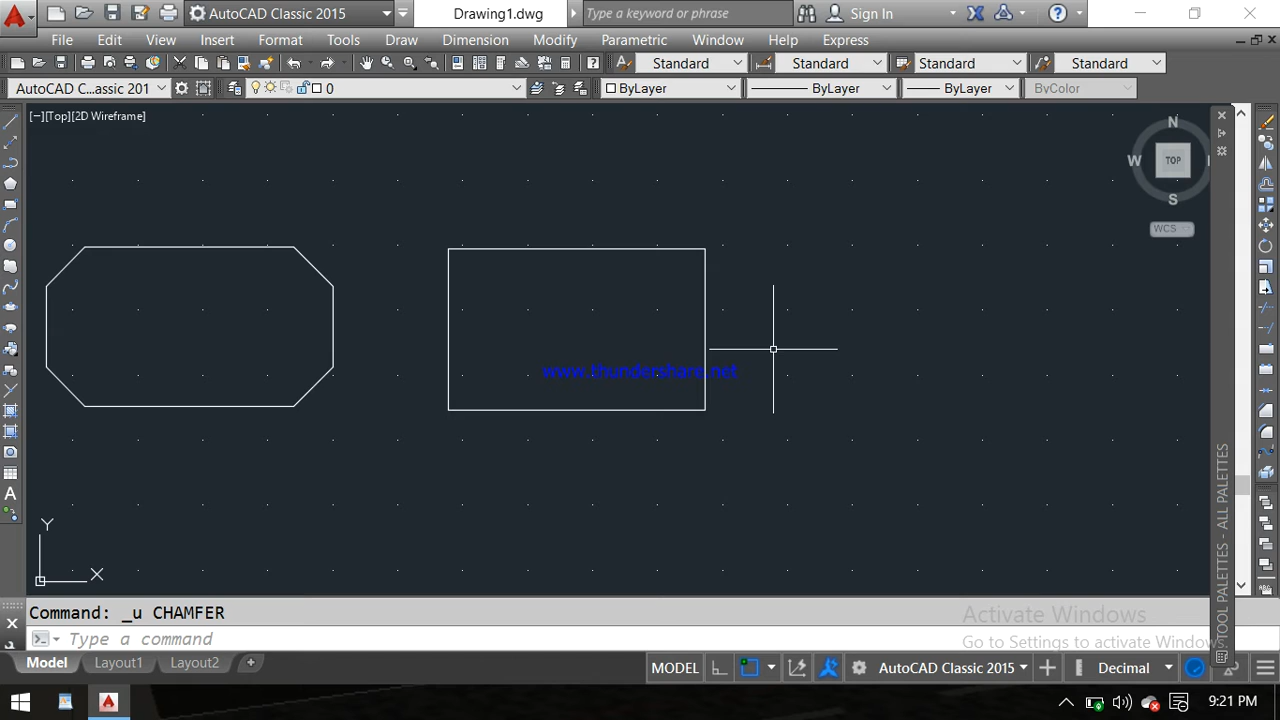 AutoCAD Classic 2015 Drawing1.dwg Type a keyword or phrase Sign In
File Edit View Insert Format Tools Draw Dimension Modify Parametric Window Help Express
Standard Standard Standard Standard
AutoCAD C...assic 201 0 ByLayer ByLayer ByLayer ByColor
[−][Top][2D Wireframe]
N
W TOP
S
WCS
www.thundershare.net
Y
X
TOOL PALETTES - ALL PALETTES
Command: _u CHAMFER
Type a command
Activate Windows
Go to Settings to activate Windows.
Model Layout1 Layout2 + MODEL AutoCAD Classic 2015 Decimal
9:21 PM